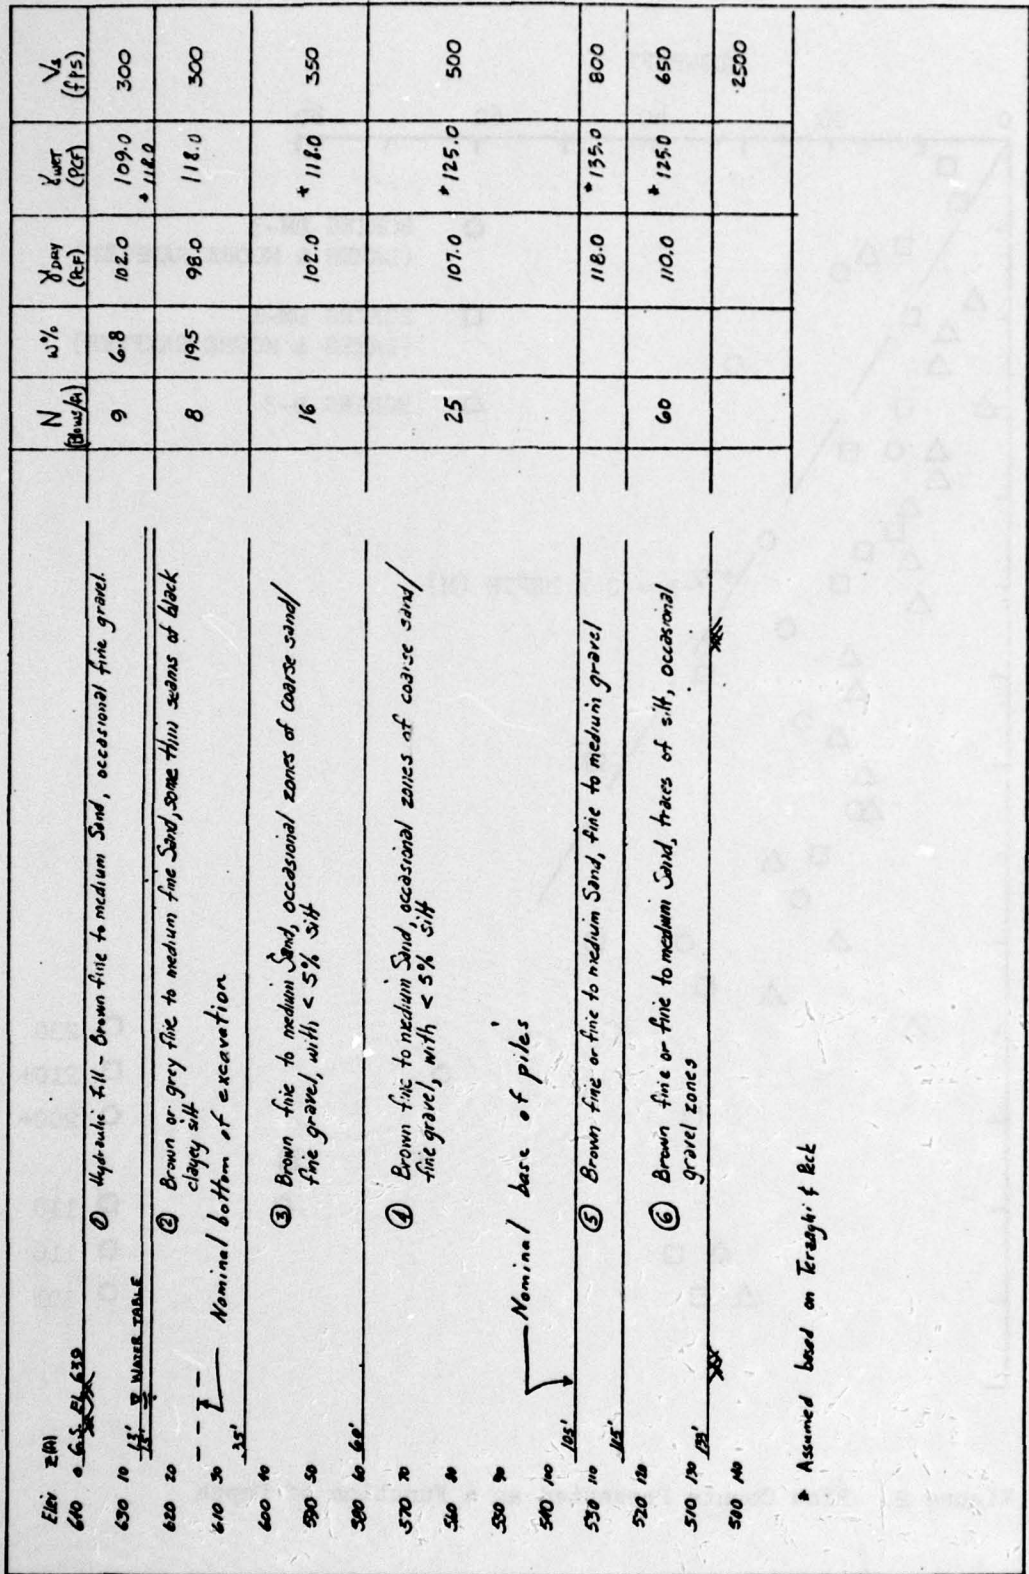 Elev z(ft) N (Blows/ft) ω% γDRY (PCF) γWET (PCF) Vs (fps)
640 0 G.S. EL 639
① Hydraulic Fill - Brown fine to medium Sand, occasional fine gravel. 9 6.8 102.0 109.0 300
* 118.0
630 10
13'
15' WATER TABLE
② Brown or grey fine to medium fine Sand, some thin seams of black 8 19.5 98.0 118.0 300
clayey silt
620 20
Nominal bottom of excavation
610 30
35'
600 40
③ Brown fine to medium Sand, occasional zones of coarse sand/ 16 102.0 * 118.0 350
fine gravel, with < 5% silt
590 50
580 60 60'
④ Brown fine to medium Sand, occasional zones of coarse sand/ 25 107.0 * 125.0 500
fine gravel, with < 5% silt
570 70
560 80
550 90
Nominal base of piles
540 100
105'
⑤ Brown fine or fine to medium Sand, fine to medium gravel 118.0 * 135.0 800
530 110
115'
⑥ Brown fine or fine to medium Sand, traces of silt, occasional 60 110.0 * 125.0 650
gravel zones
520 120
510 130
2500
500 140
* Assumed based on Terzaghi & Peck